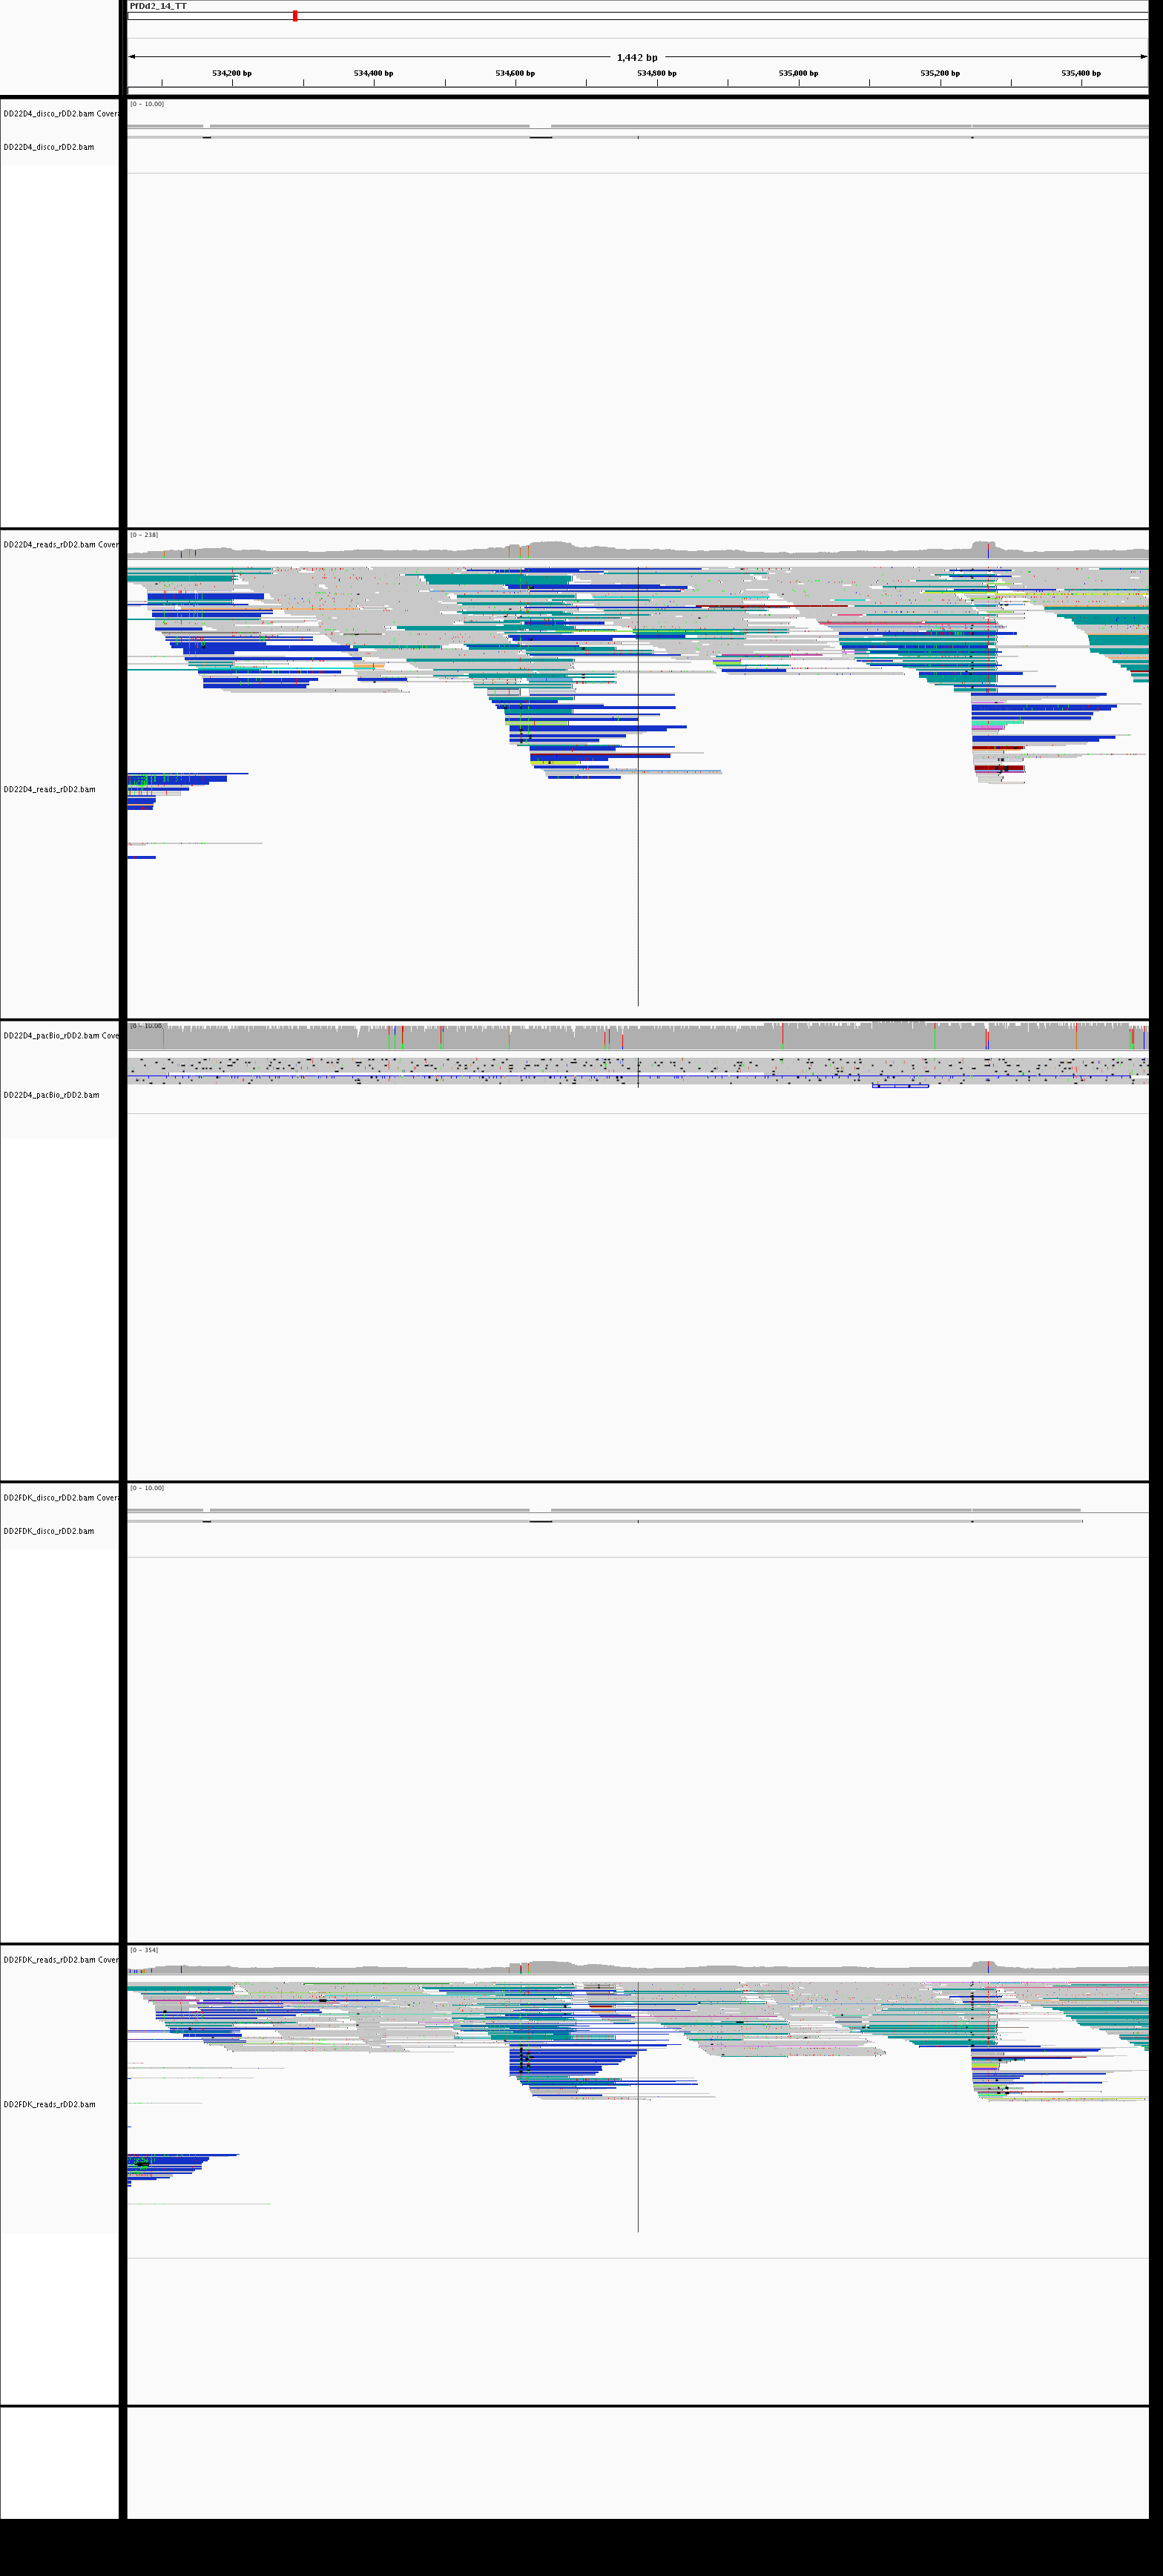 PfDd2_14_TT
1,442 bp
534,200 bp 534,400 bp 534,600 bp 534,800 bp 535,000 bp 535,200 bp 535,400 bp
[0 - 10.00]
DD22D4_disco_rDD2.bam Cover
DD22D4_disco_rDD2.bam
[0 - 238]
DD22D4_reads_rDD2.bam Cover
DD22D4_reads_rDD2.bam
[0 - 10.00]
DD22D4_pacBio_rDD2.bam Cove
DD22D4_pacBio_rDD2.bam
[0 - 10.00]
DD2FDK_disco_rDD2.bam Cover
DD2FDK_disco_rDD2.bam
[0 - 354]
DD2FDK_reads_rDD2.bam Cover
DD2FDK_reads_rDD2.bam